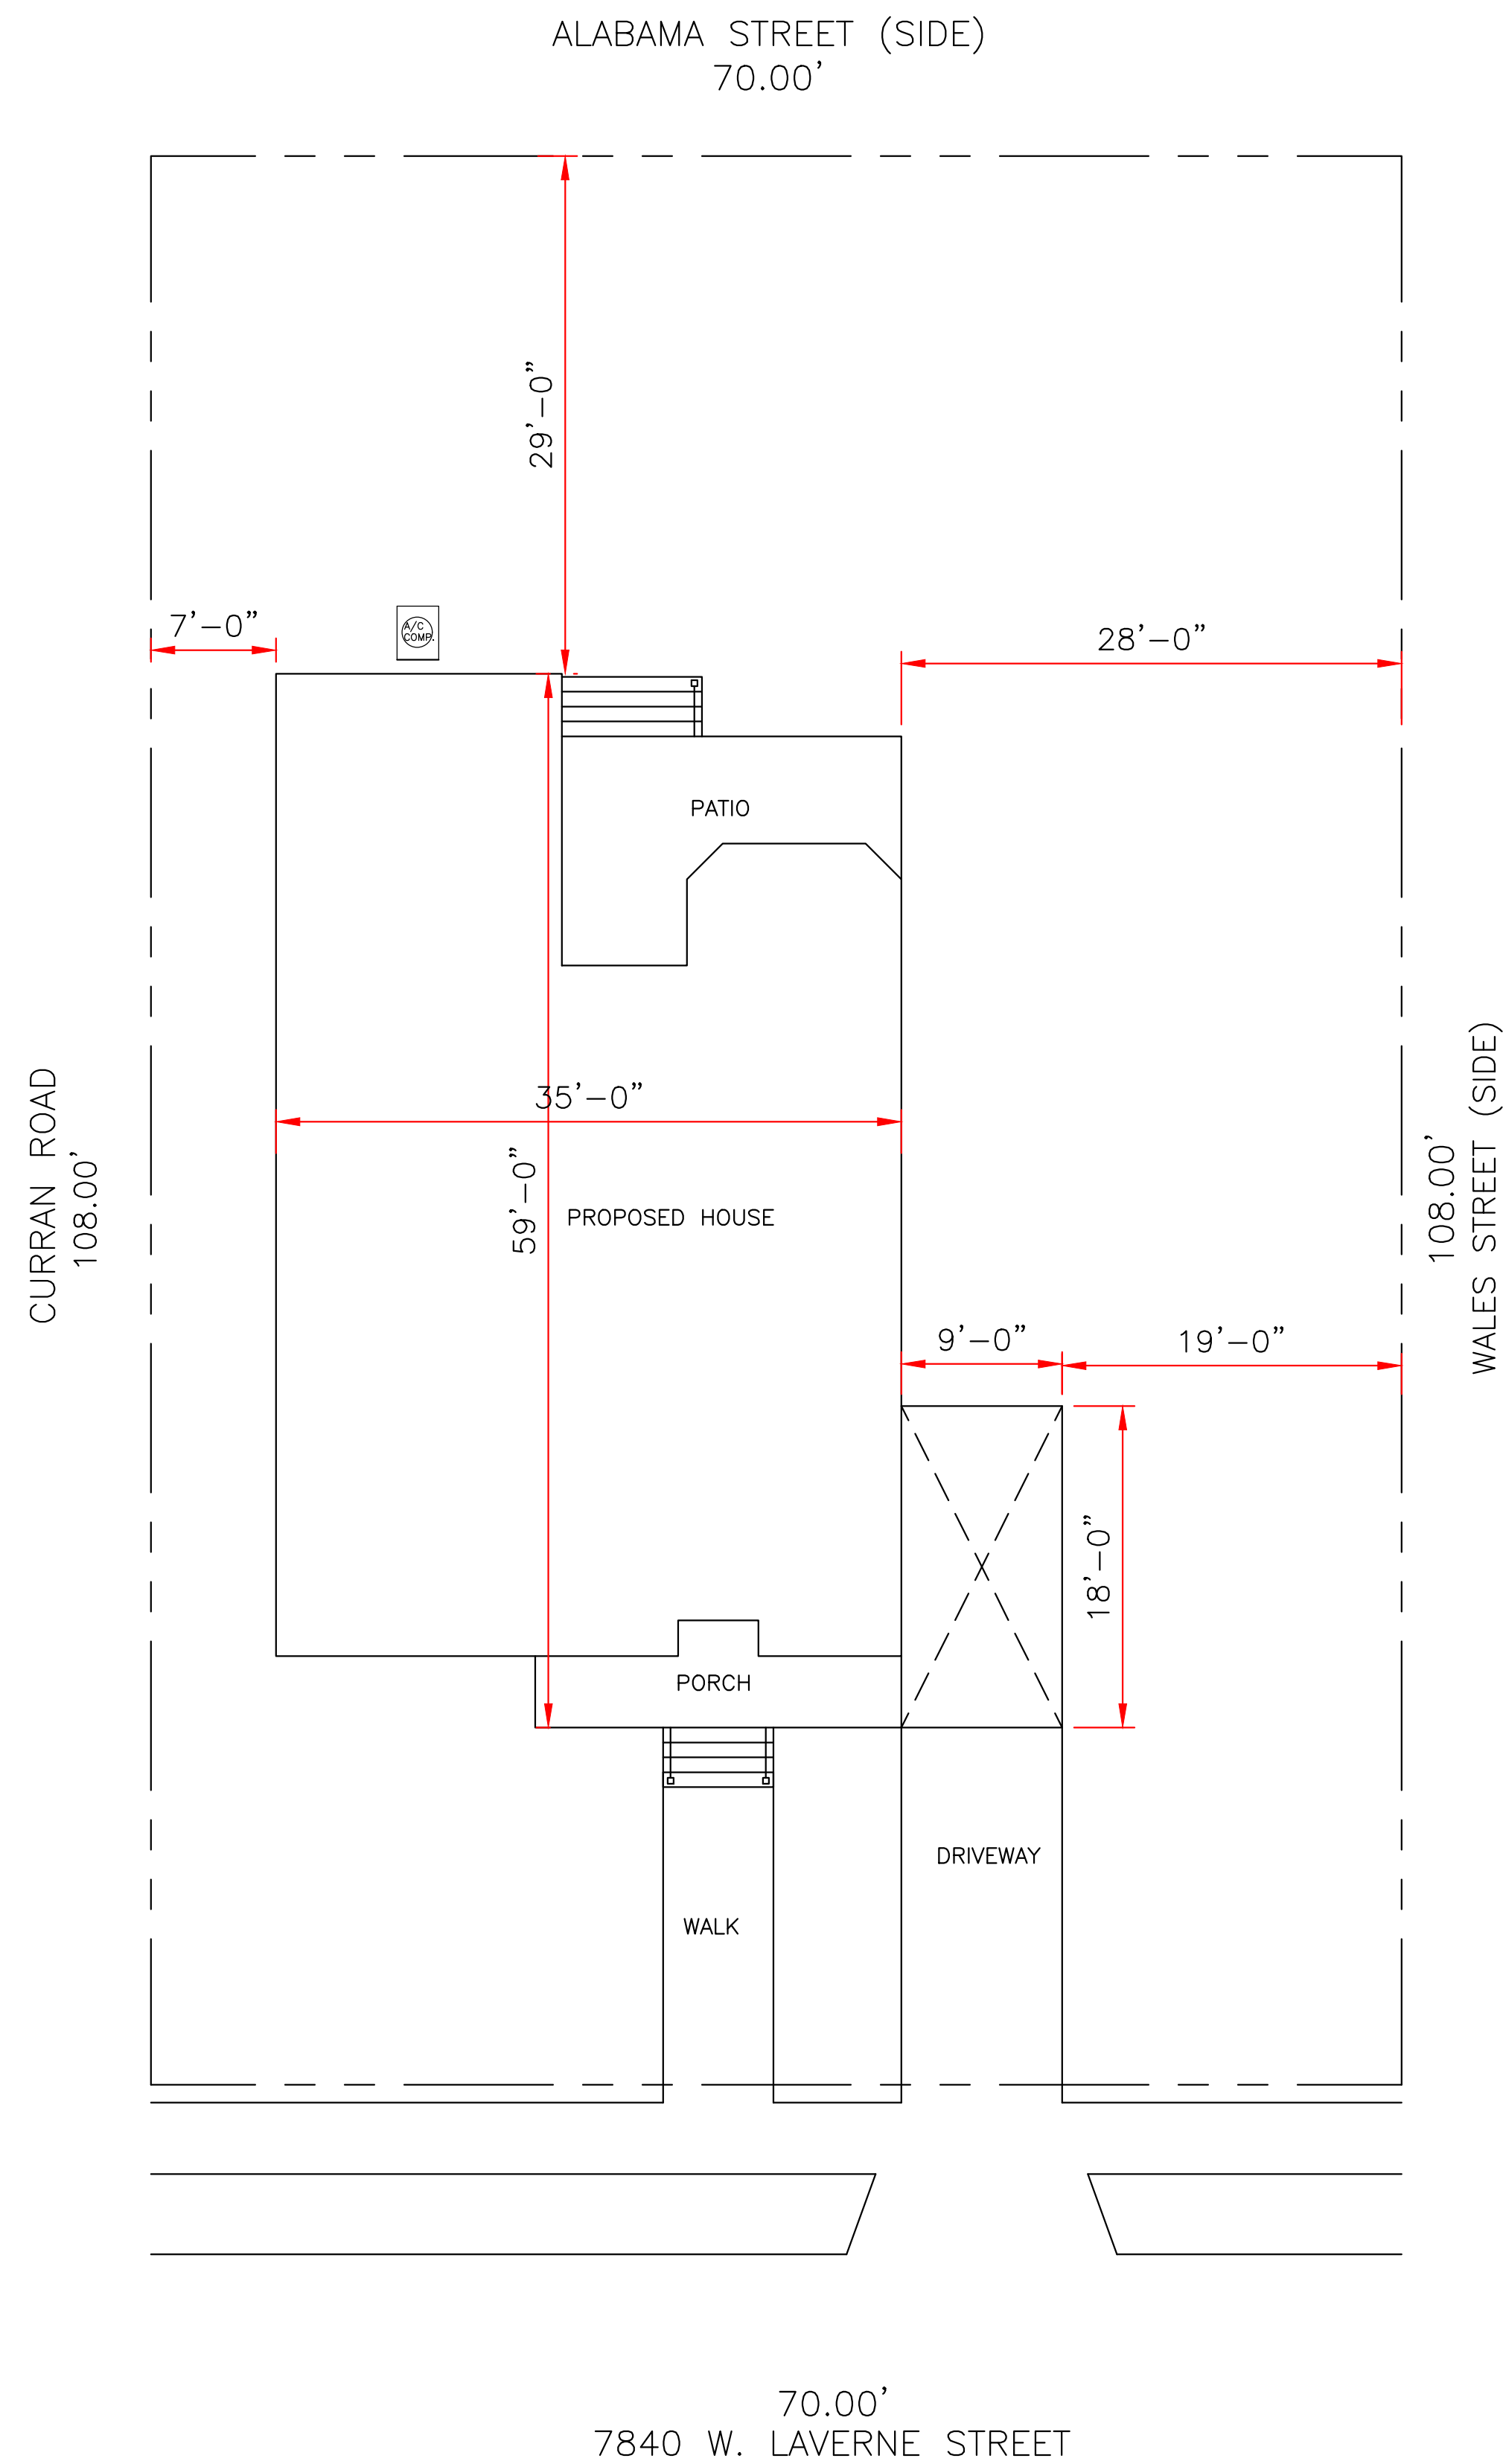 ALABAMA STREET (SIDE)
70.00'
29'-0"
7'-0"
A/C
COMP.
28'-0"
PATIO
CURRAN ROAD
108.00'
35'-0"
59'-0"
PROPOSED HOUSE
108.00'
WALES STREET (SIDE)
9'-0"
19'-0"
18'-0"
PORCH
DRIVEWAY
WALK
70.00'
7840 W. LAVERNE STREET